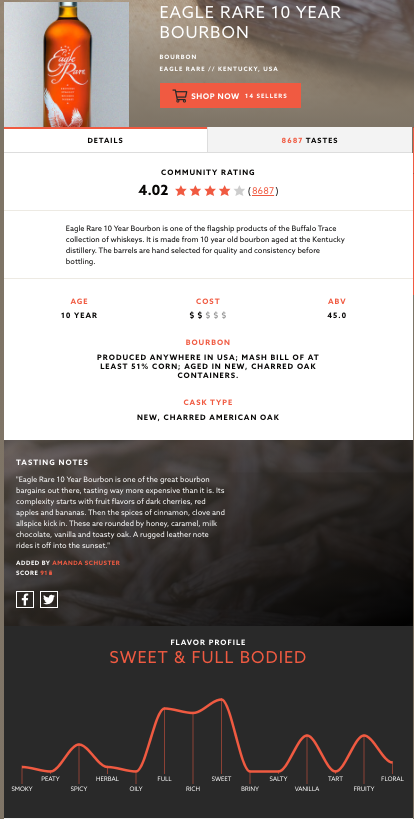 EAGLE RARE 10 YEAR
BOURBON
BOURBON
EAGLE RARE // KENTUCKY, USA
SHOP NOW 14 SELLERS
Eagle
Rare
DETAILS
8687 TASTES
COMMUNITY RATING
4.02 ★★★★★ (8687)
Eagle Rare 10 Year Bourbon is one of the flagship products of the Buffalo Trace
collection of whiskeys. It is made from 10 year old bourbon aged at the Kentucky
distillery. The barrels are hand selected for quality and consistency before
bottling.
AGE COST ABV
10 YEAR $ $ $ $ $ 45.0
BOURBON
PRODUCED ANYWHERE IN USA; MASH BILL OF AT
LEAST 51% CORN; AGED IN NEW, CHARRED OAK
CONTAINERS.
CASK TYPE
NEW, CHARRED AMERICAN OAK
TASTING NOTES
"Eagle Rare 10 Year Bourbon is one of the great bourbon
bargains out there, tasting way more expensive than it is. Its
complexity starts with fruit flavors of dark cherries, red
apples and bananas. Then the spices of cinnamon, clove and
allspice kick in. These are rounded by honey, caramel, milk
chocolate, vanilla and toasty oak. A rugged leather note
rides it off into the sunset."
ADDED BY AMANDA SCHUSTER
SCORE 91
FLAVOR PROFILE
SWEET & FULL BODIED
PEATY HERBAL FULL SWEET SALTY TART FLORAL
SMOKY SPICY OILY RICH BRINY VANILLA FRUITY